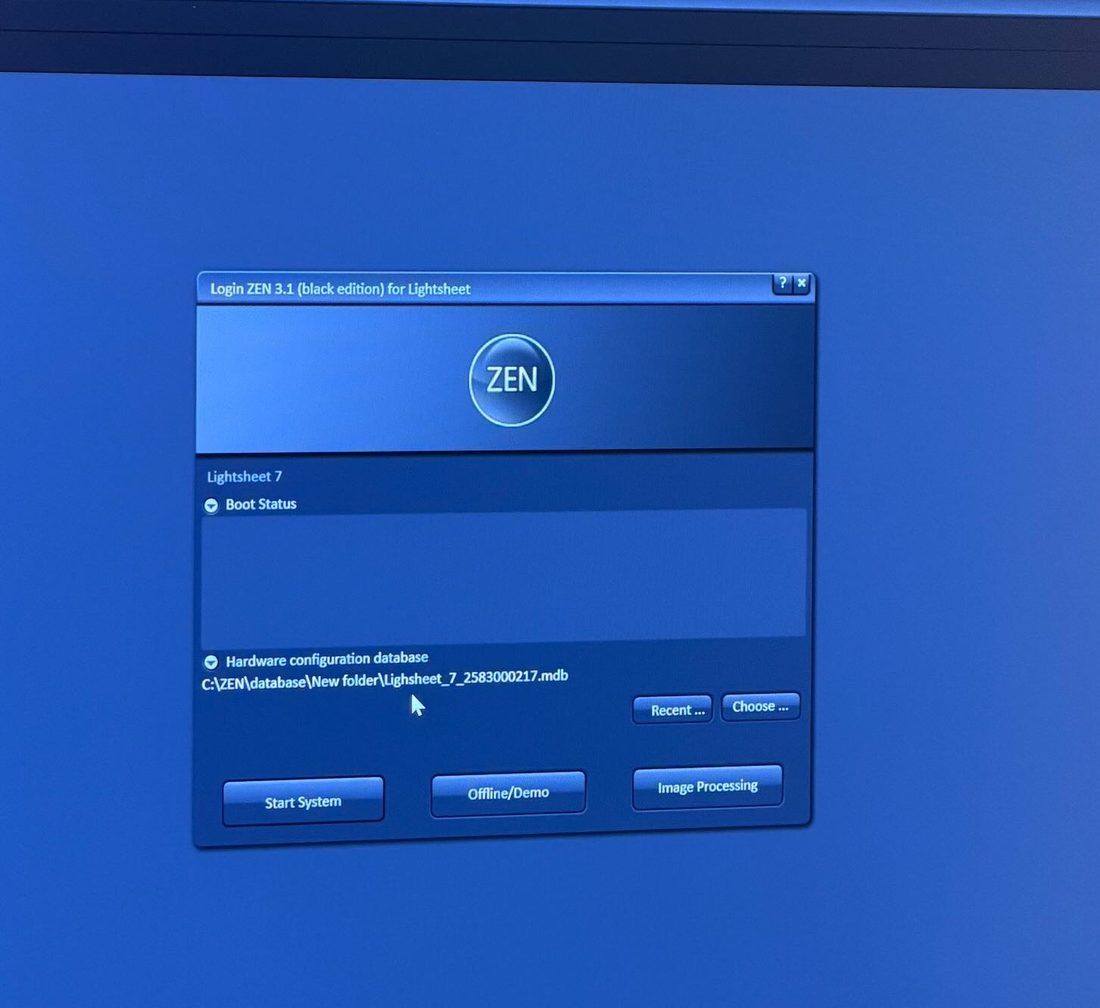 Login ZEN 3.1 (black edition) for Lightsheet
? ×
ZEN
Lightsheet 7
Boot Status
Hardware configuration database
C:\ZEN\database\New folder\Lighsheet_7_2583000217.mdb
Recent ... Choose ...
Start System Offline/Demo Image Processing